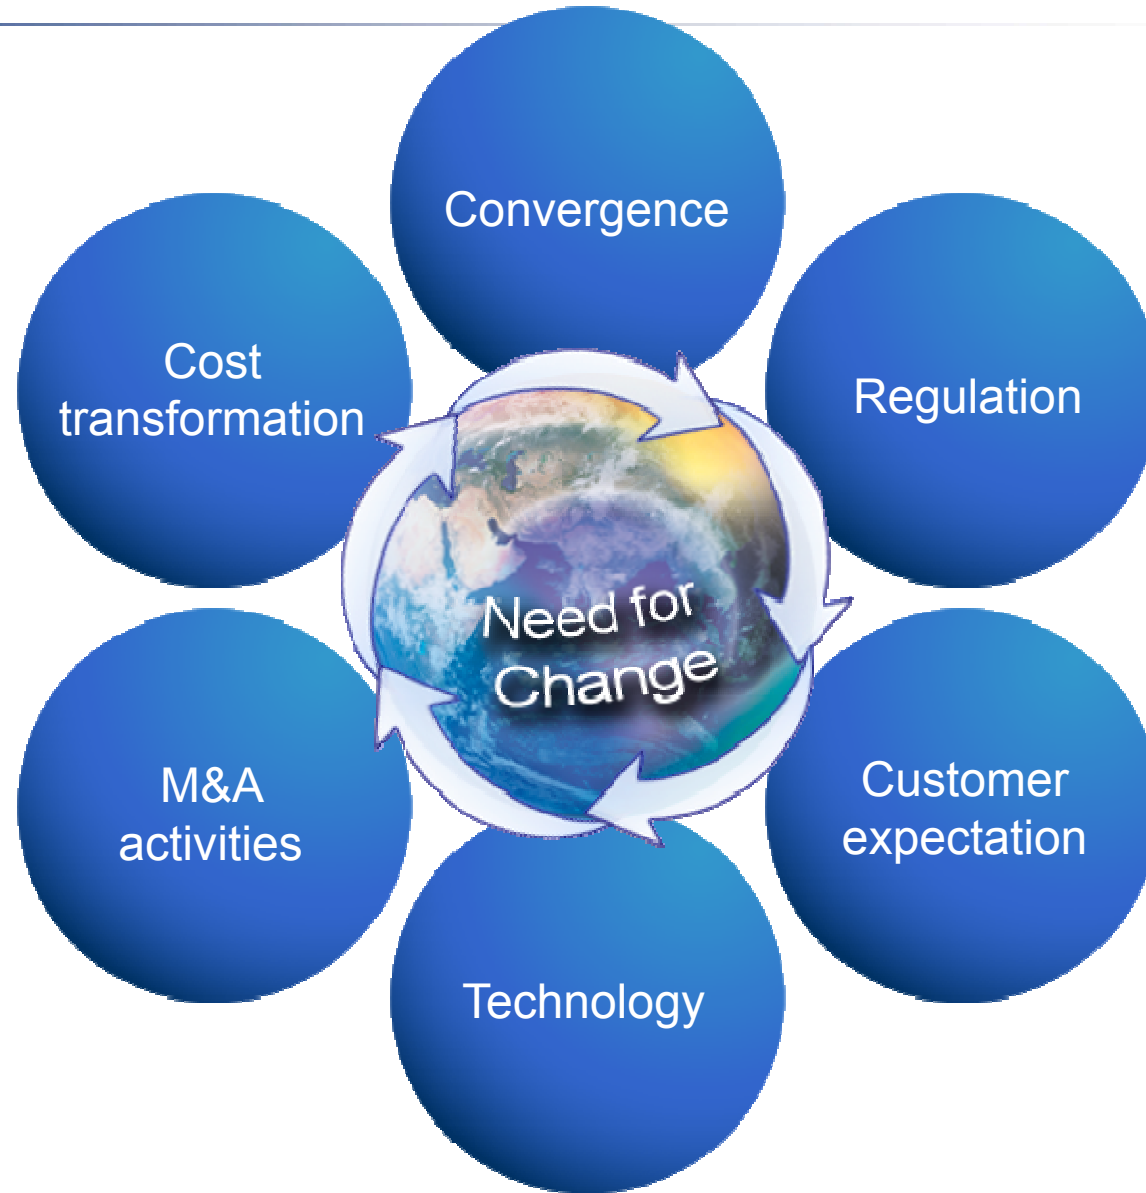 Convergence
Cost
transformation
Regulation
Need for
Change
M&A
activities
Customer
expectation
Technology